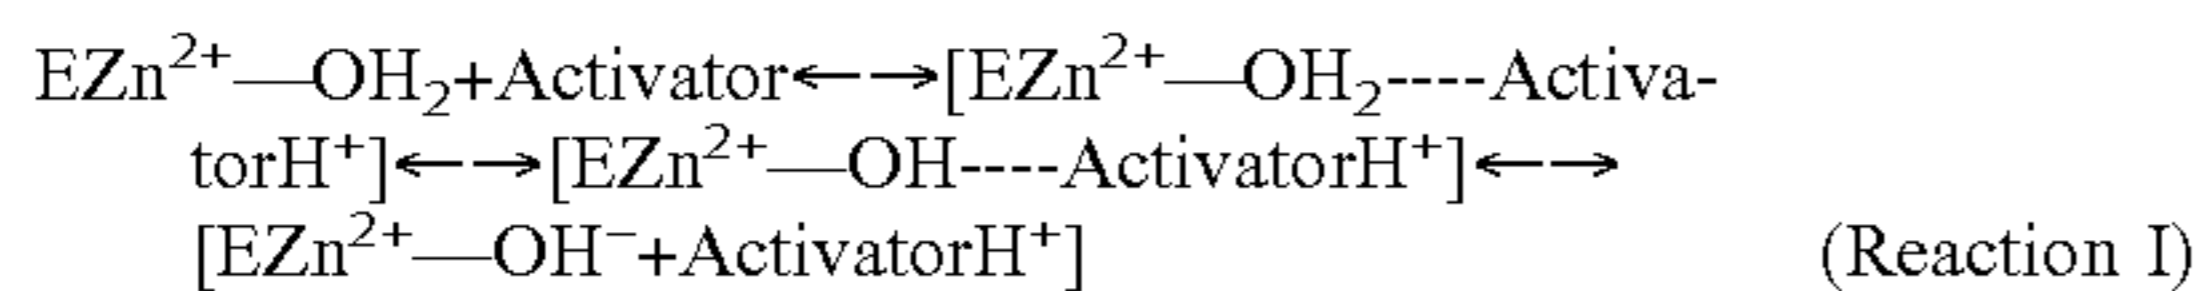 EZn²⁺—OH₂+Activator←→[EZn²⁺—OH₂----Activa-
torH⁺]←→[EZn²⁺—OH----ActivatorH⁺]←→
[EZn²⁺—OH⁻+ActivatorH⁺] (Reaction I)